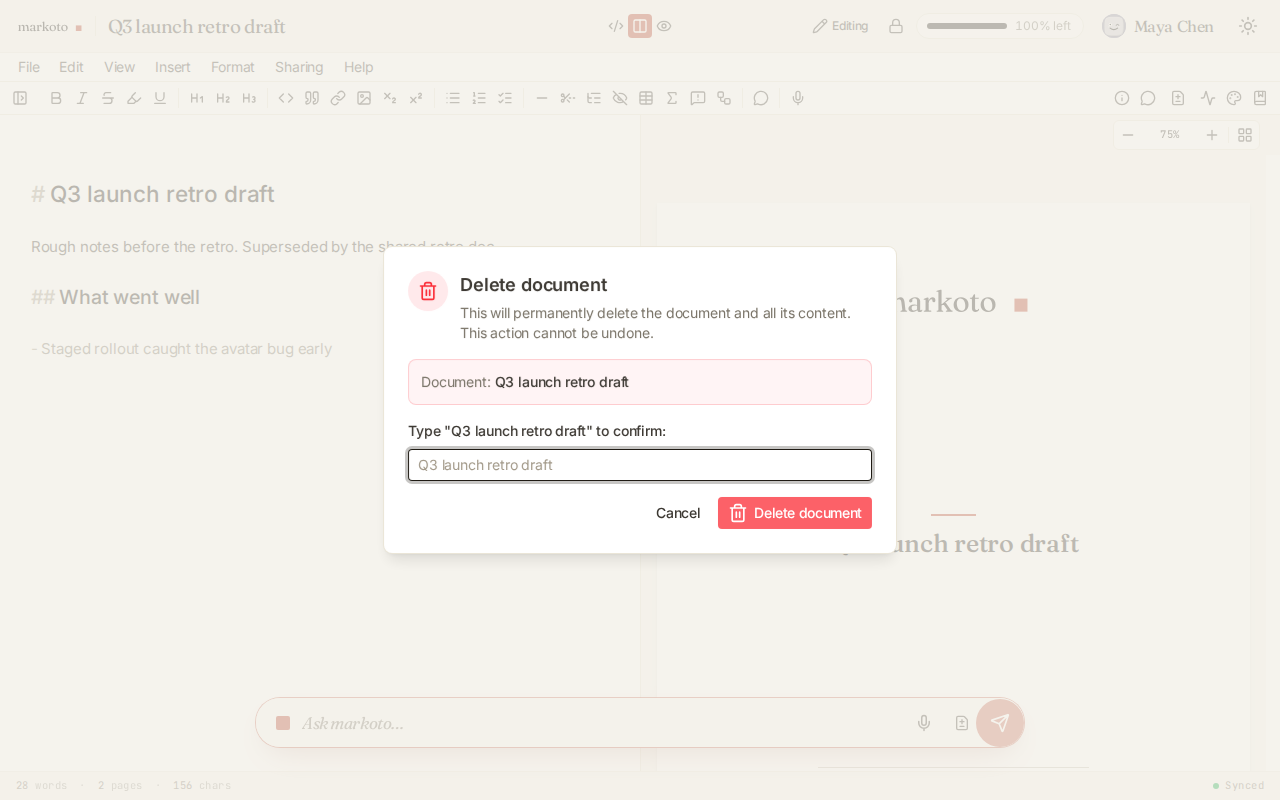 markoto
Q3 launch retro draft
Editing
100% left
Maya Chen
File Edit View Insert Format Sharing Help
H1 H2 H3
75%
# Q3 launch retro draft
Rough notes before the retro. Superseded by the shared retro doc.
## What went well
- Staged rollout caught the avatar bug early
markoto
Delete document
This will permanently delete the document and all its content.
This action cannot be undone.
Document: Q3 launch retro draft
Type "Q3 launch retro draft" to confirm:
Q3 launch retro draft
Cancel
Delete document
launch retro draft
Ask markoto...
28 words · 2 pages · 156 chars
Synced